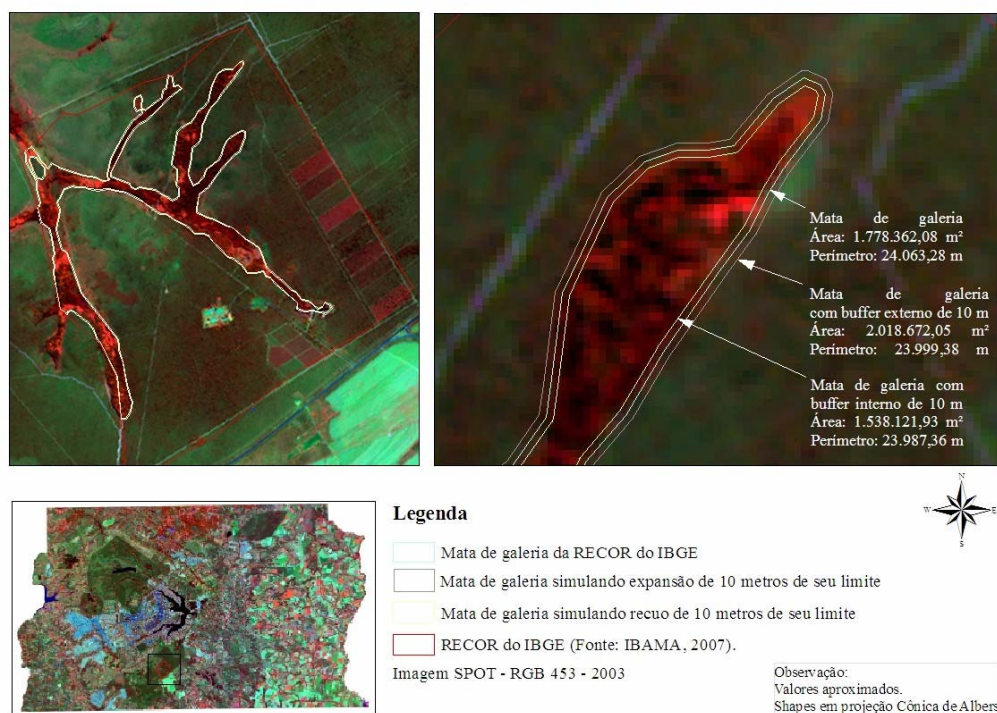 Mata de galeria
Área: 1.778.362,08 m²
Perímetro: 24.063,28 m
Mata de galeria
com buffer externo de 10 m
Área: 2.018.672,05 m²
Perímetro: 23.999,38 m
Mata de galeria com
buffer interno de 10 m
Área: 1.538.121,93 m²
Perímetro: 23.987,36 m
Legenda
Mata de galeria da RECOR do IBGE
Mata de galeria simulando expansão de 10 metros de seu limite
Mata de galeria simulando recuo de 10 metros de seu limite
RECOR do IBGE (Fonte: IBAMA, 2007).
Imagem SPOT - RGB 453 - 2003
N
W E
S
Observação:
Valores aproximados.
Shapes em projeção Cônica de Albers